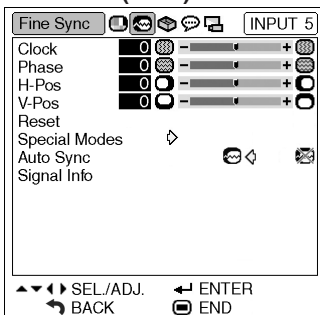 Fine Sync INPUT 5
Clock 0 - +
Phase 0 - +
H-Pos 0 - +
V-Pos 0 - +
Reset
Special Modes
Auto Sync
Signal Info
SEL./ADJ. ENTER
BACK END